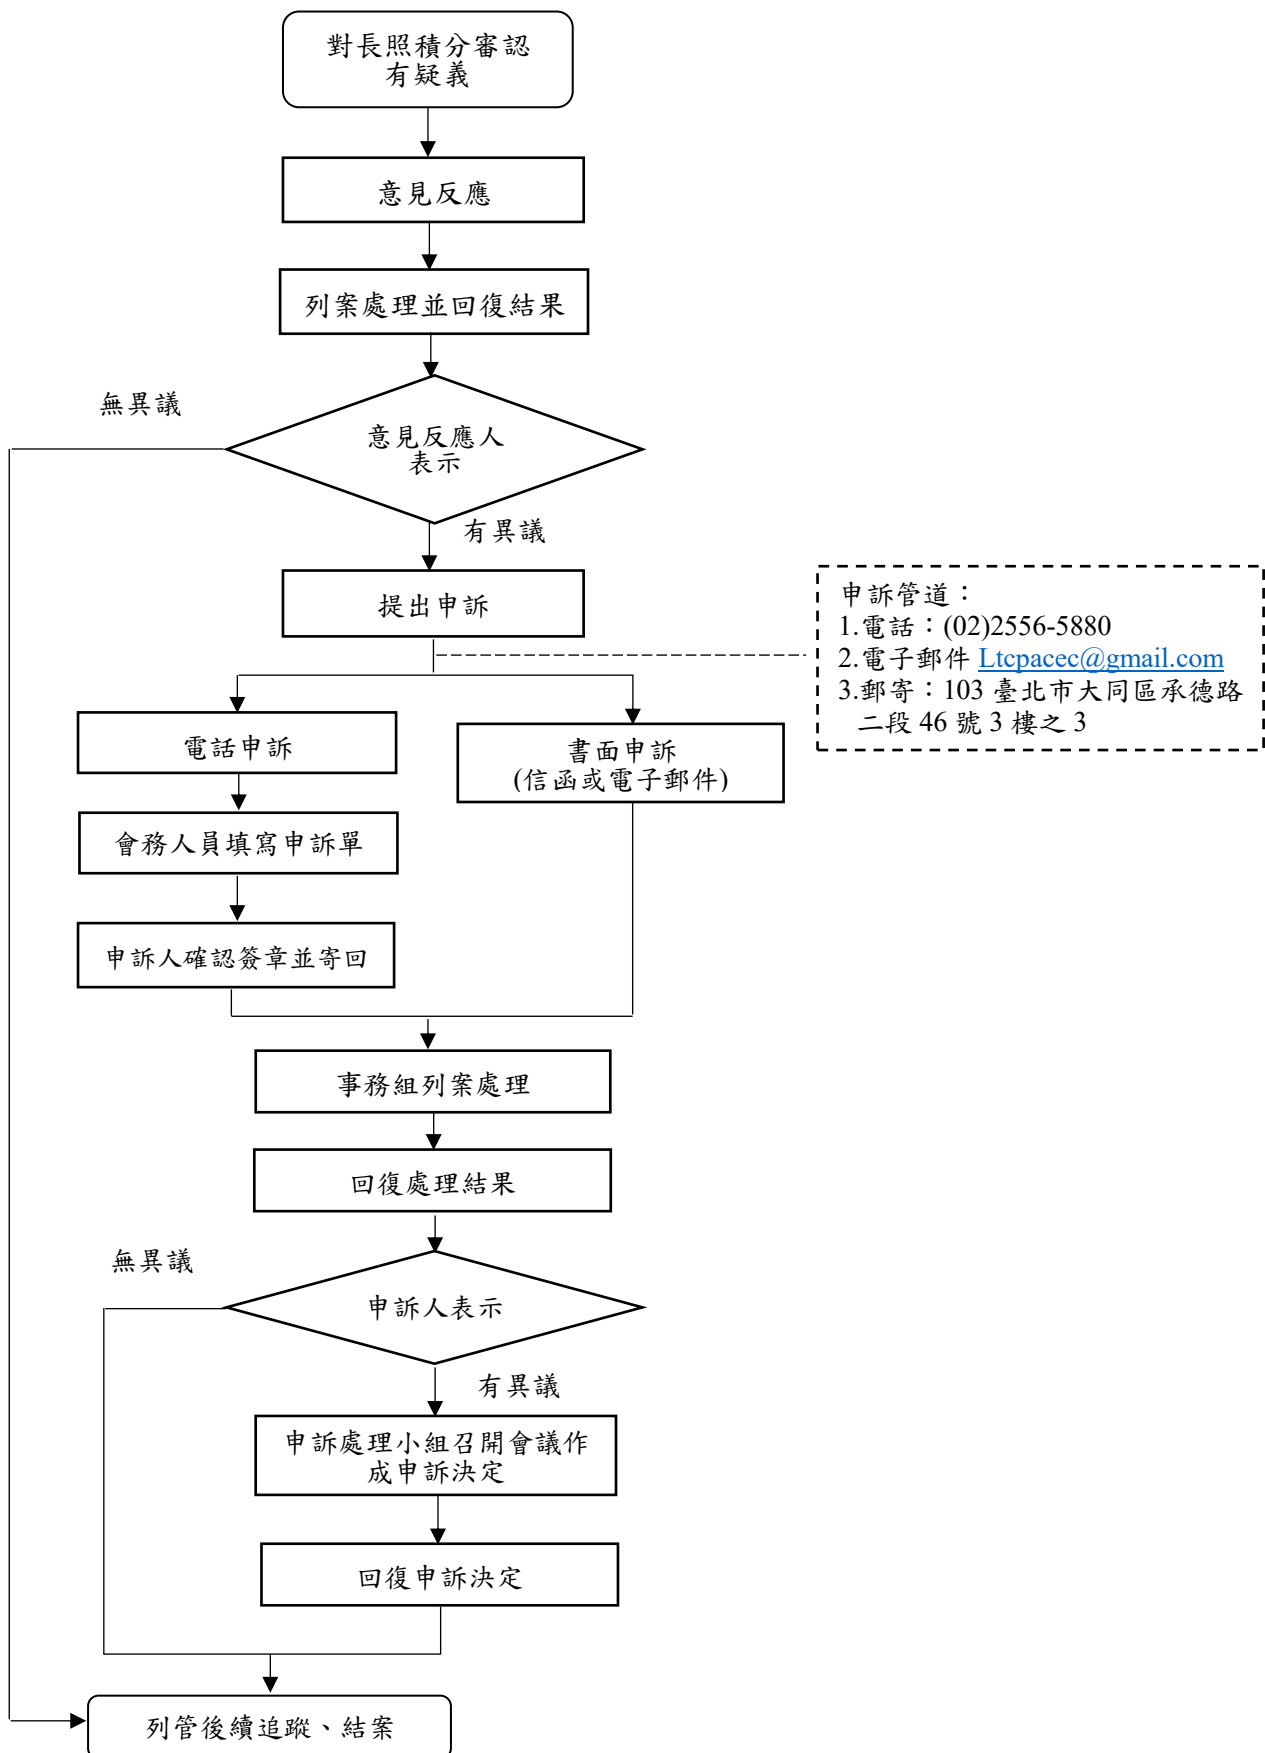 對長照積分審認
有疑義
意見反應
列案處理並回復結果
無異議
意見反應人
表示
有異議
提出申訴
申訴管道：
1.電話：(02)2556-5880
2.電子郵件 Ltcpacec@gmail.com
3.郵寄：103 臺北市大同區承德路
二段 46 號 3 樓之 3
電話申訴
書面申訴
(信函或電子郵件)
會務人員填寫申訴單
申訴人確認簽章並寄回
事務組列案處理
回復處理結果
無異議
申訴人表示
有異議
申訴處理小組召開會議作
成申訴決定
回復申訴決定
列管後續追蹤、結案